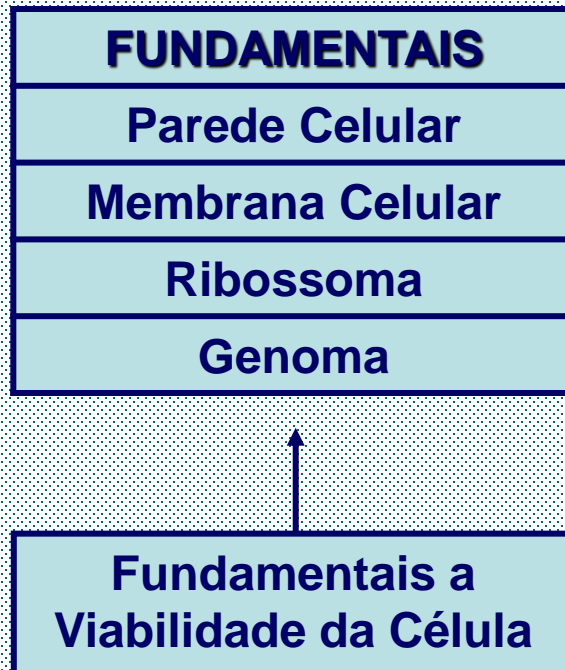 FUNDAMENTAIS
Parede Celular
Membrana Celular
Ribossoma
Genoma
Fundamentais a
Viabilidade da Célula